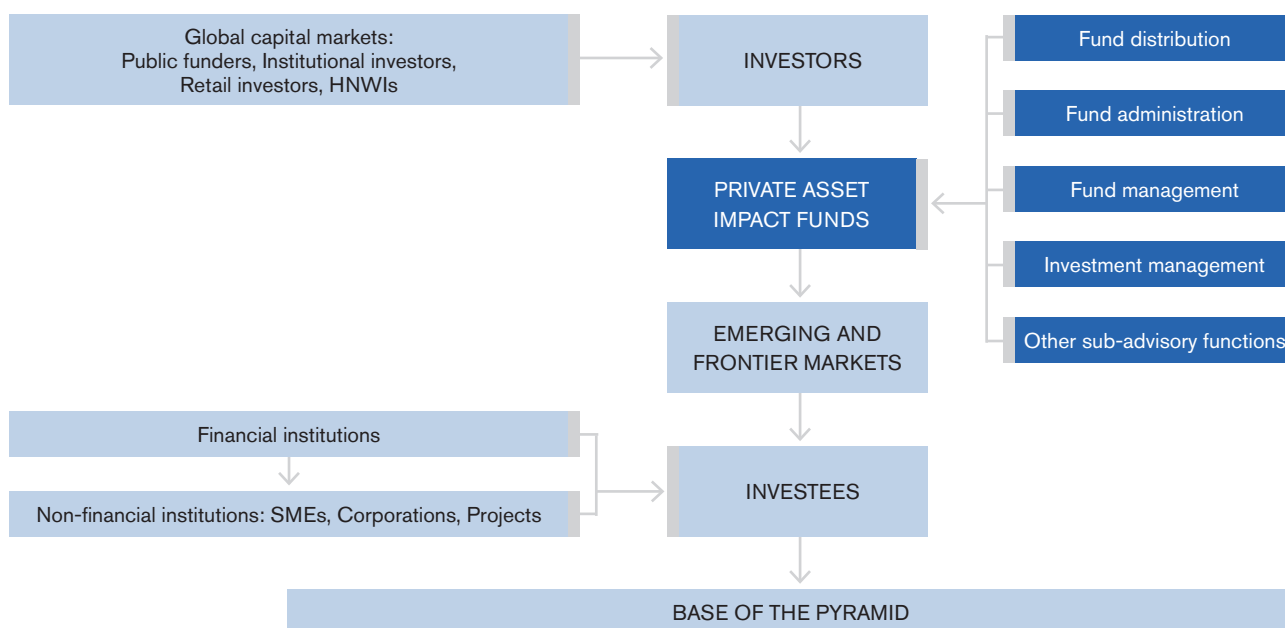 Global capital markets:
Public funders, Institutional investors,
Retail investors, HNWIs
INVESTORS
Fund distribution
Fund administration
PRIVATE ASSET
IMPACT FUNDS
Fund management
Investment management
Other sub-advisory functions
EMERGING AND
FRONTIER MARKETS
Financial institutions
Non-financial institutions: SMEs, Corporations, Projects
INVESTEES
BASE OF THE PYRAMID